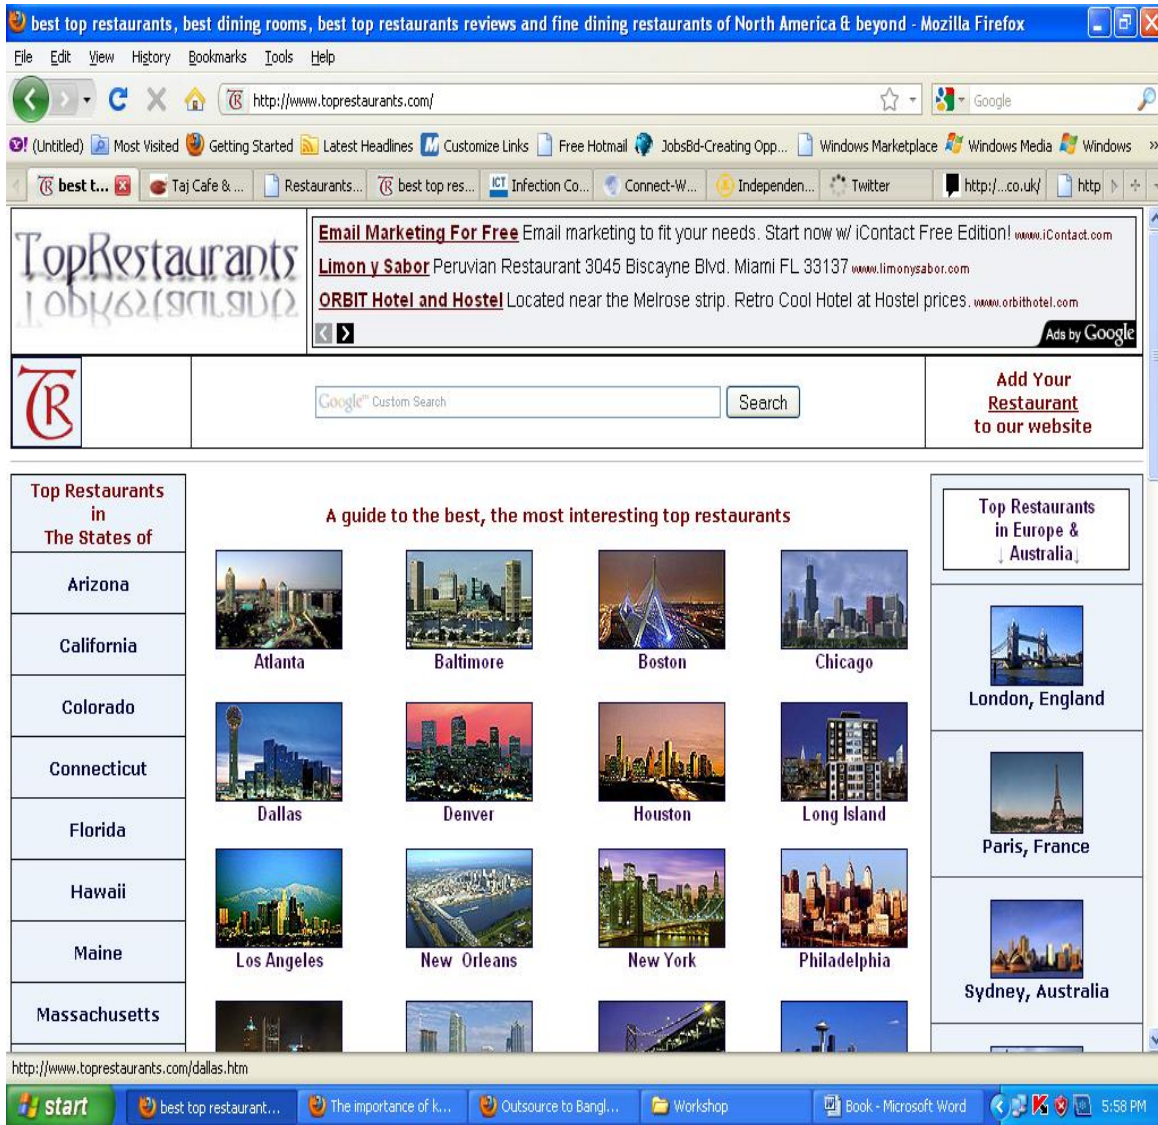 best top restaurants, best dining rooms, best top restaurants reviews and fine dining restaurants of North America & beyond - Mozilla Firefox
File Edit View History Bookmarks Tools Help
http://www.toprestaurants.com/
Google
(Untitled) Most Visited Getting Started Latest Headlines Customize Links Free Hotmail JobsBd-Creating Opp... Windows Marketplace Windows Media Windows »
best t... Taj Cafe & ... Restaurants... best top res... ICT Infection Co... Connect-W... Independen... Twitter http:/...co.uk/ http
TopRestaurants
Email Marketing For Free Email marketing to fit your needs. Start now w/ iContact Free Edition! www.iContact.com
Limon y Sabor Peruvian Restaurant 3045 Biscayne Blvd. Miami FL 33137 www.limonysabor.com
ORBIT Hotel and Hostel Located near the Melrose strip. Retro Cool Hotel at Hostel prices. www.orbithotel.com
Ads by Google
TR
Google™ Custom Search
Search
Add Your
Restaurant
to our website
Top Restaurants
in
The States of
Arizona
California
Colorado
Connecticut
Florida
Hawaii
Maine
Massachusetts
A guide to the best, the most interesting top restaurants
Atlanta Baltimore Boston Chicago
Dallas Denver Houston Long Island
Los Angeles New Orleans New York Philadelphia
Top Restaurants
in Europe &
↓ Australia↓
London, England
Paris, France
Sydney, Australia
http://www.toprestaurants.com/dallas.htm
start best top restaurant... The importance of k... Outsource to Bangl... Workshop Book - Microsoft Word 5:58 PM